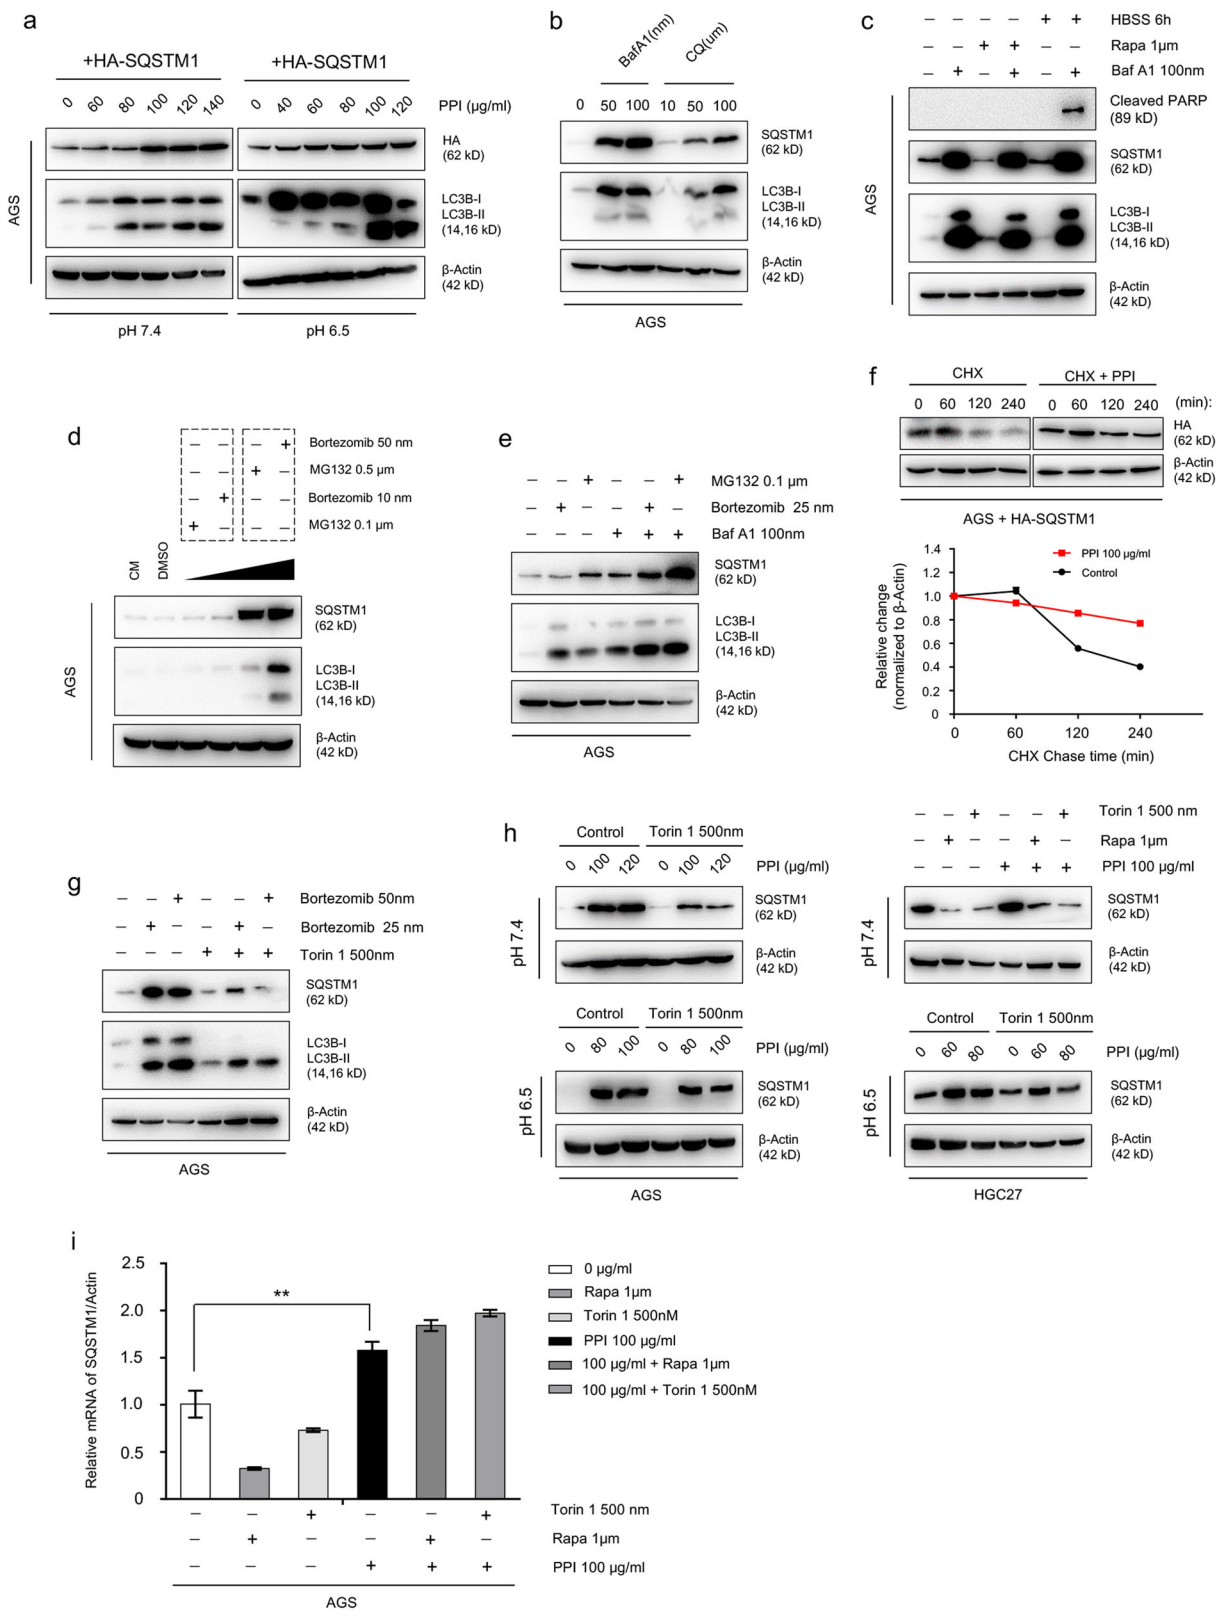 a
+HA-SQSTM1 +HA-SQSTM1
0 60 80 100 120 140 0 40 60 80 100 120 PPI (μg/ml)
HA
(62 kD)
LC3B-I
LC3B-II
(14,16 kD)
β-Actin
(42 kD)
AGS
pH 7.4 pH 6.5
b
BafA1(nm) CQ(um)
0 50 100 10 50 100
SQSTM1
(62 kD)
LC3B-I
LC3B-II
(14,16 kD)
β-Actin
(42 kD)
AGS
c
− − − − + + HBSS 6h
− − + + − − Rapa 1μm
− + − + − + Baf A1 100nm
Cleaved PARP
(89 kD)
SQSTM1
(62 kD)
LC3B-I
LC3B-II
(14,16 kD)
β-Actin
(42 kD)
AGS
d
− − − + Bortezomib 50 nm
− − + − MG132 0.5 μm
− + − − Bortezomib 10 nm
+ − − − MG132 0.1 μm
CM DMSO
SQSTM1
(62 kD)
LC3B-I
LC3B-II
(14,16 kD)
β-Actin
(42 kD)
AGS
e
− − + − − + MG132 0.1 μm
− + − − + − Bortezomib 25 nm
− − − + + + Baf A1 100nm
SQSTM1
(62 kD)
LC3B-I
LC3B-II
(14,16 kD)
β-Actin
(42 kD)
AGS
f
CHX CHX + PPI
0 60 120 240 0 60 120 240 (min):
HA
(62 kD)
β-Actin
(42 kD)
AGS + HA-SQSTM1
Relative change
(normalized to β-Actin)
1.4
1.2
1.0
0.8
0.6
0.4
0.2
0
PPI 100 μg/ml
Control
0 60 120 240
CHX Chase time (min)
g
− − + − − + Bortezomib 50nm
− + − − + − Bortezomib 25 nm
− − − + + + Torin 1 500nm
SQSTM1
(62 kD)
LC3B-I
LC3B-II
(14,16 kD)
β-Actin
(42 kD)
AGS
h
Control Torin 1 500nm
0 100 120 0 100 120 PPI (μg/ml)
SQSTM1
(62 kD)
β-Actin
(42 kD)
pH 7.4
− − + − − + Torin 1 500 nm
− + − − + − Rapa 1μm
− − − + + + PPI 100 μg/ml
SQSTM1
(62 kD)
β-Actin
(42 kD)
pH 7.4
Control Torin 1 500nm
0 80 100 0 80 100 PPI (μg/ml)
SQSTM1
(62 kD)
β-Actin
(42 kD)
pH 6.5
AGS
Control Torin 1 500nm
0 60 80 0 60 80 PPI (μg/ml)
SQSTM1
(62 kD)
β-Actin
(42 kD)
pH 6.5
HGC27
i
Relative mRNA of SQSTM1/Actin
2.5
2.0
1.5
1.0
0.5
0
**
0 μg/ml
Rapa 1μm
Torin 1 500nM
PPI 100 μg/ml
100 μg/ml + Rapa 1μm
100 μg/ml + Torin 1 500nM
− − + − − + Torin 1 500 nm
− + − − + − Rapa 1μm
− − − + + + PPI 100 μg/ml
AGS